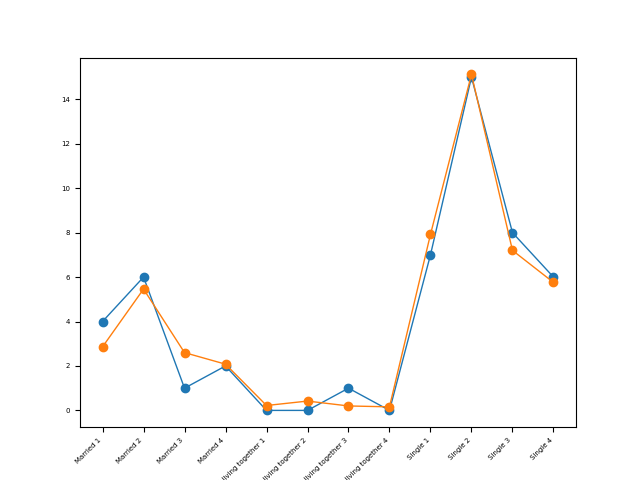 14
12
10
8
6
4
2
0
Married 1
Married 2
Married 3
Married 4
living together 1
living together 2
living together 3
living together 4
Single 1
Single 2
Single 3
Single 4